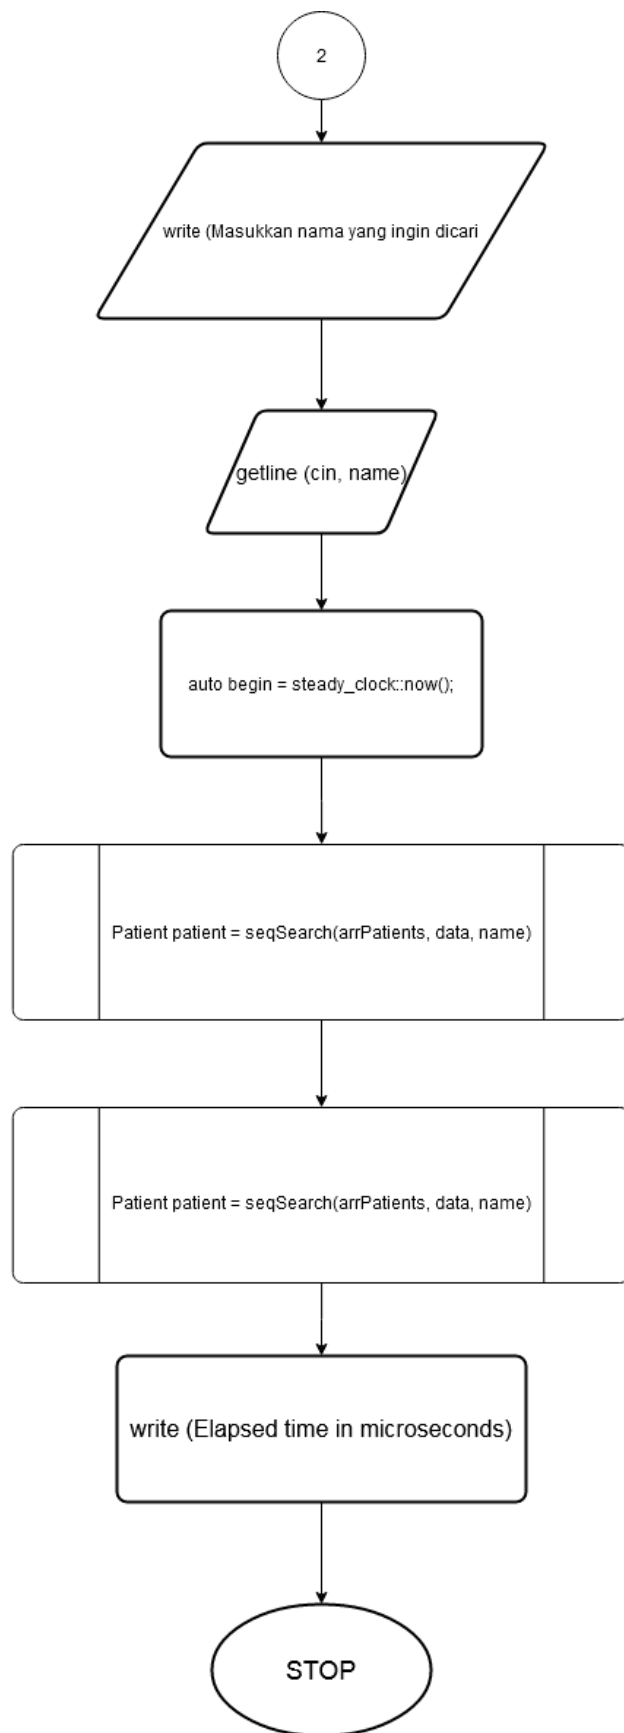 2
write (Masukkan nama yang ingin dicari
getline (cin, name)
auto begin = steady_clock::now();
Patient patient = seqSearch(arrPatients, data, name)
Patient patient = seqSearch(arrPatients, data, name)
write (Elapsed time in microseconds)
STOP